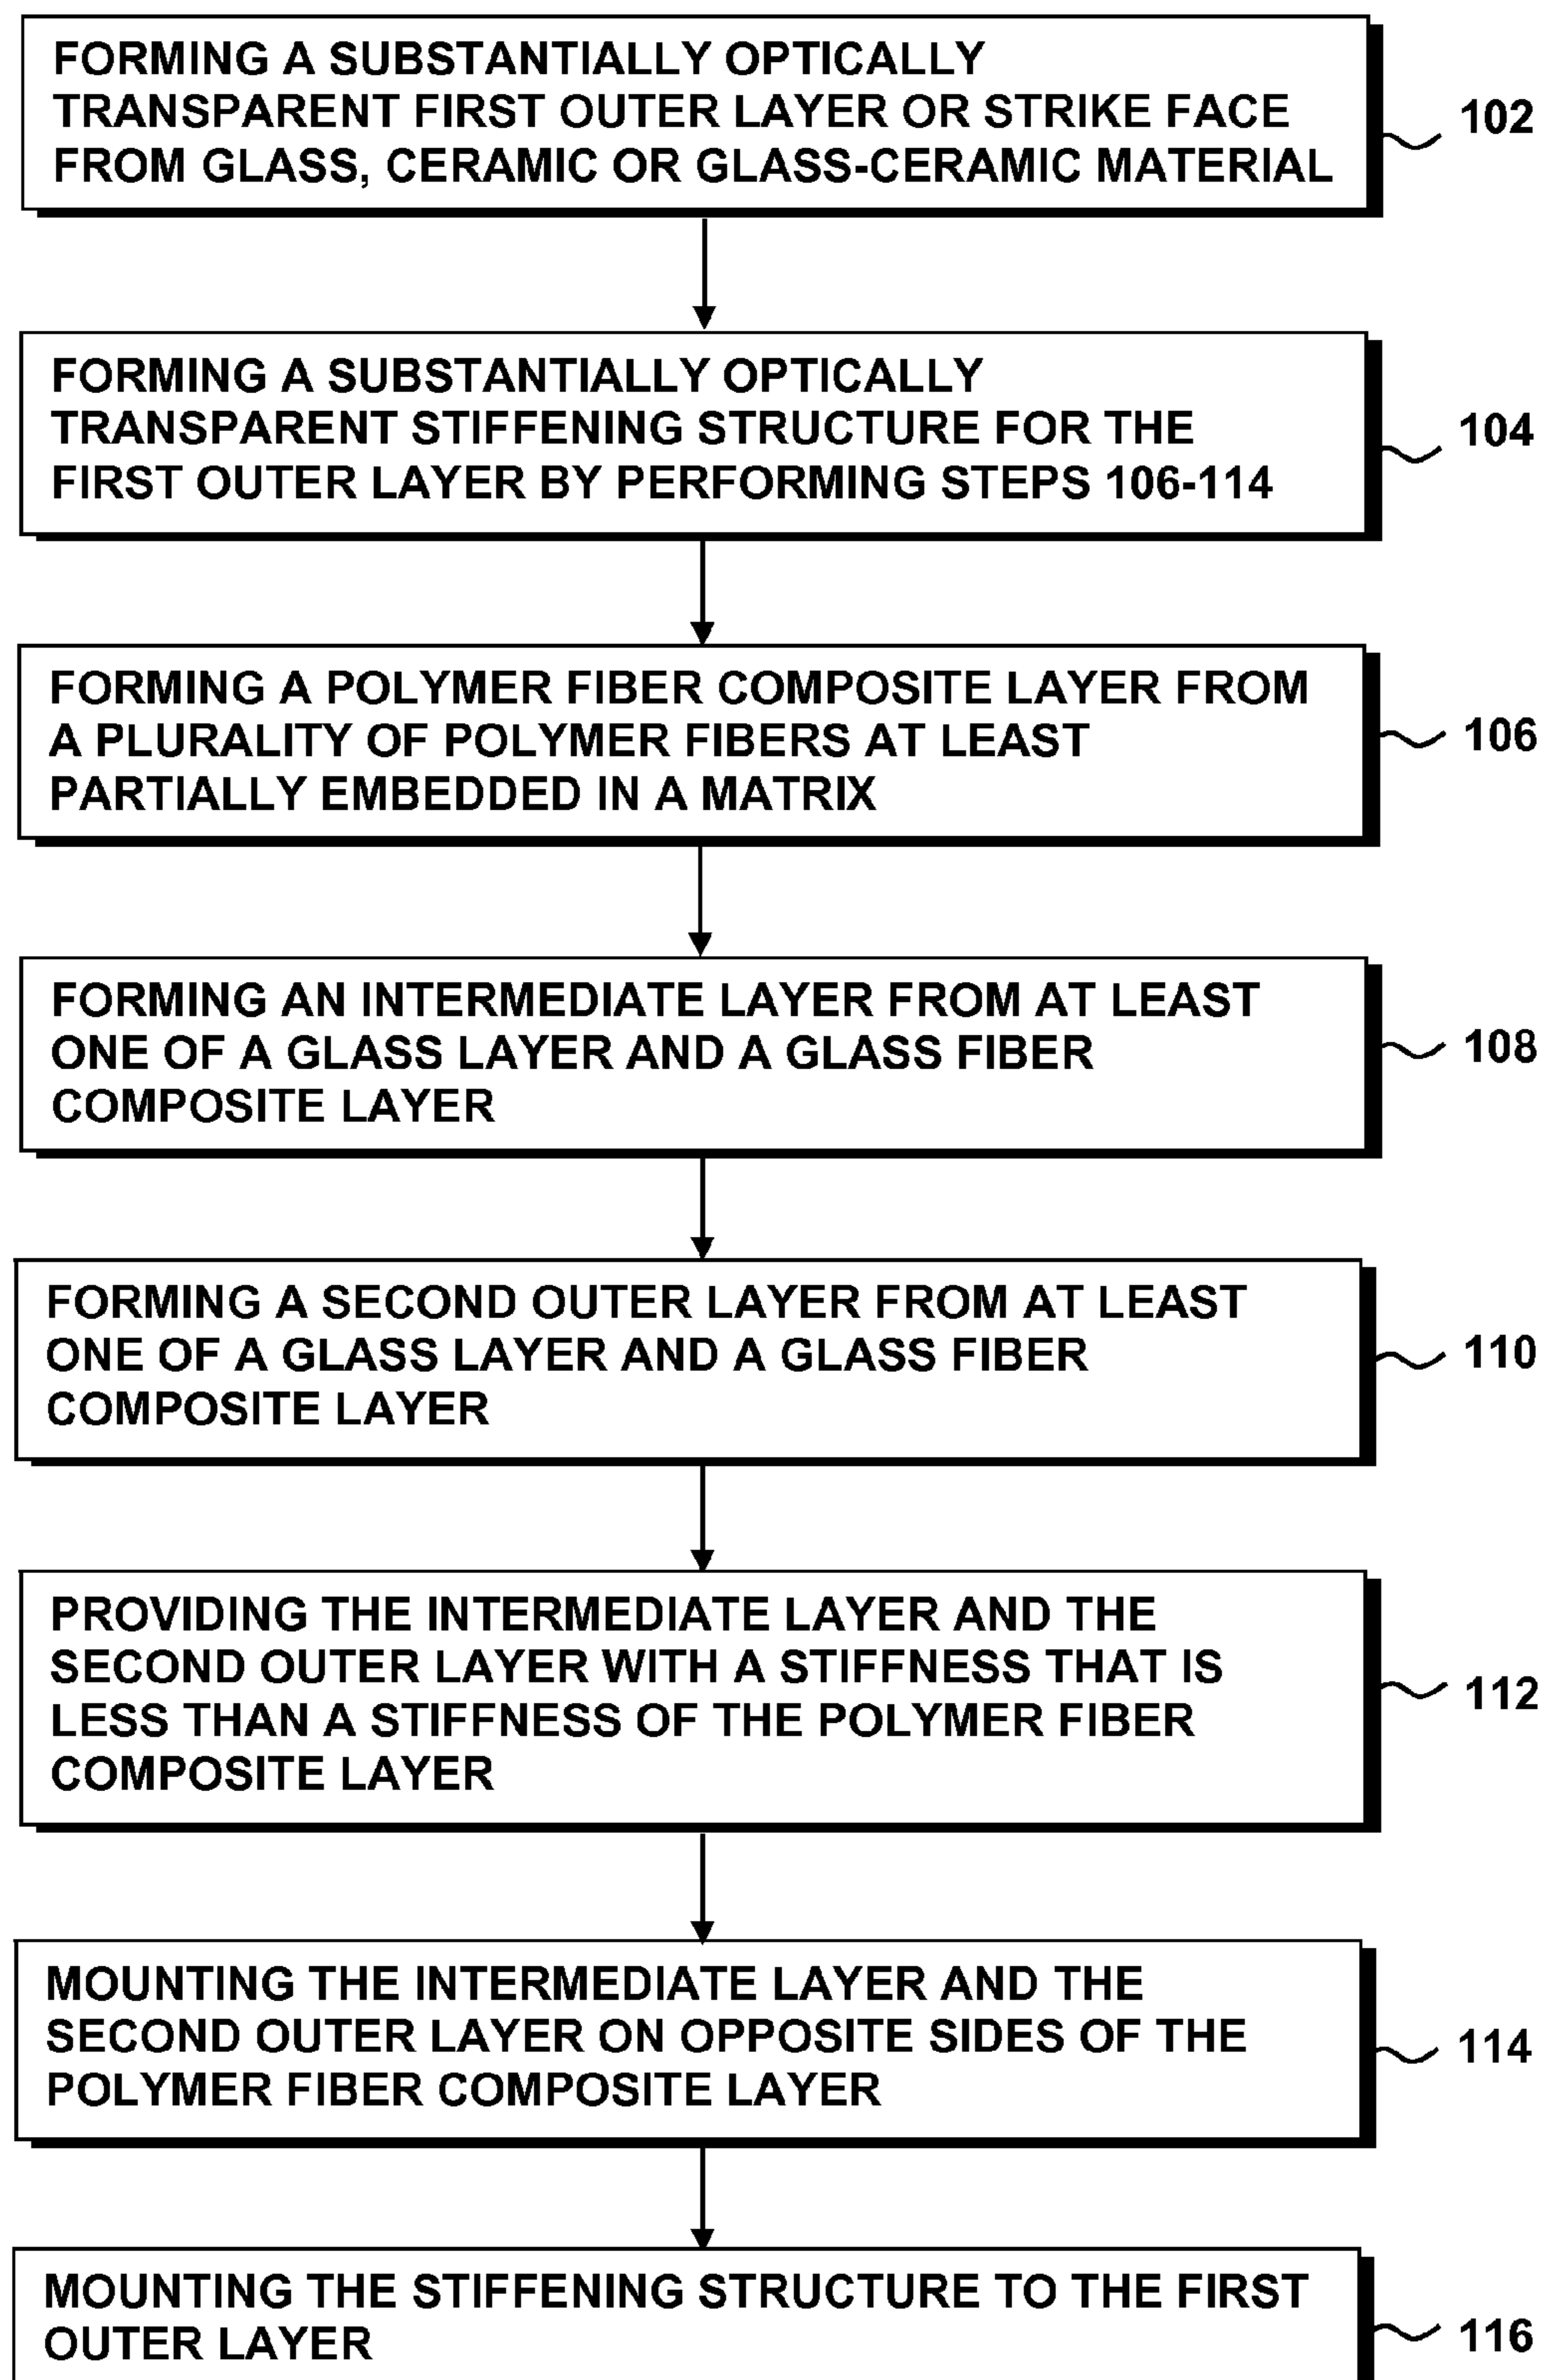 FORMING A SUBSTANTIALLY OPTICALLY
TRANSPARENT FIRST OUTER LAYER OR STRIKE FACE
FROM GLASS, CERAMIC OR GLASS-CERAMIC MATERIAL
102
FORMING A SUBSTANTIALLY OPTICALLY
TRANSPARENT STIFFENING STRUCTURE FOR THE
FIRST OUTER LAYER BY PERFORMING STEPS 106-114
104
FORMING A POLYMER FIBER COMPOSITE LAYER FROM
A PLURALITY OF POLYMER FIBERS AT LEAST
PARTIALLY EMBEDDED IN A MATRIX
106
FORMING AN INTERMEDIATE LAYER FROM AT LEAST
ONE OF A GLASS LAYER AND A GLASS FIBER
COMPOSITE LAYER
108
FORMING A SECOND OUTER LAYER FROM AT LEAST
ONE OF A GLASS LAYER AND A GLASS FIBER
COMPOSITE LAYER
110
PROVIDING THE INTERMEDIATE LAYER AND THE
SECOND OUTER LAYER WITH A STIFFNESS THAT IS
LESS THAN A STIFFNESS OF THE POLYMER FIBER
COMPOSITE LAYER
112
MOUNTING THE INTERMEDIATE LAYER AND THE
SECOND OUTER LAYER ON OPPOSITE SIDES OF THE
POLYMER FIBER COMPOSITE LAYER
114
MOUNTING THE STIFFENING STRUCTURE TO THE FIRST
OUTER LAYER
116